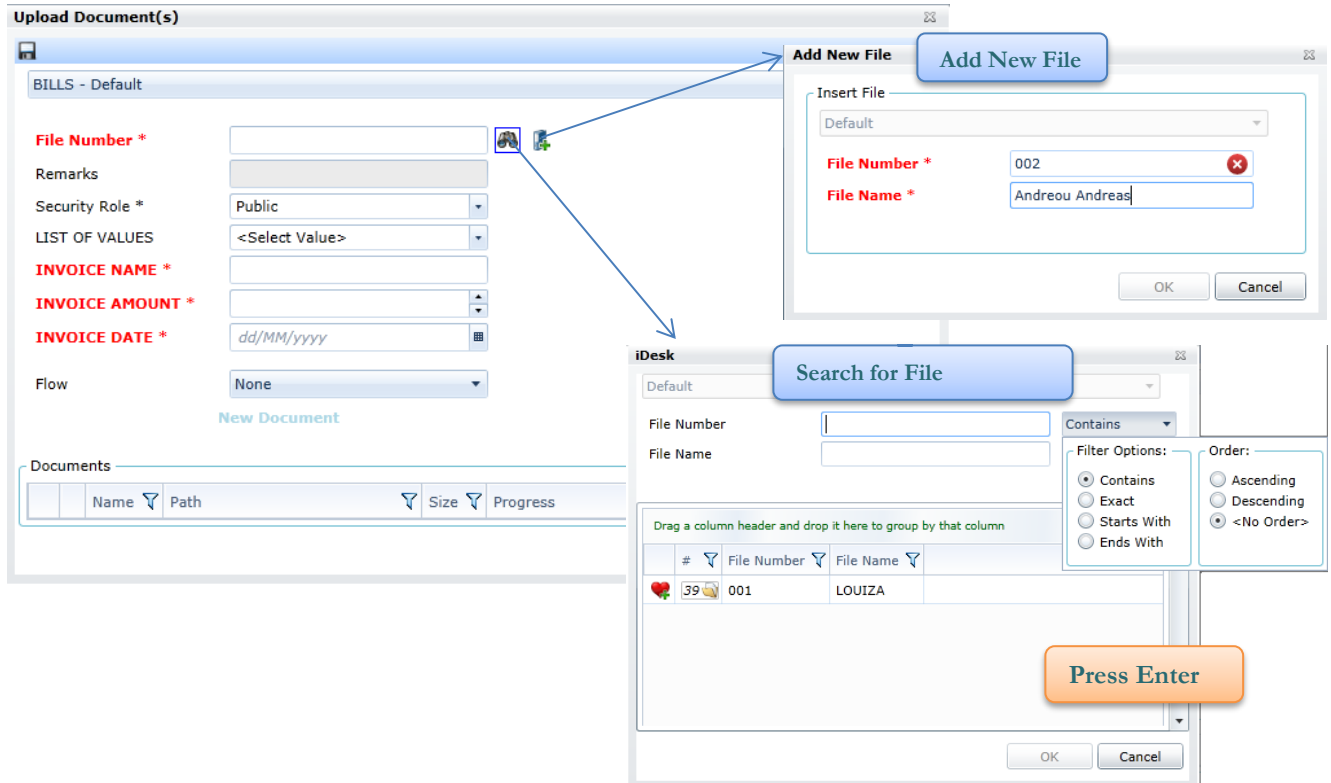 Upload Document(s)
BILLS - Default
File Number *
Remarks
Security Role * Public
LIST OF VALUES <Select Value>
INVOICE NAME *
INVOICE AMOUNT *
INVOICE DATE * dd/MM/yyyy
Flow None
New Document
Documents
Name Path Size Progress
Add New File
Add New File
Insert File
Default
File Number * 002
File Name * Andreou Andreas
OK Cancel
iDesk
Search for File
Default
File Number Contains
File Name
Filter Options:
Contains
Exact
Starts With
Ends With
Order:
Ascending
Descending
<No Order>
Drag a column header and drop it here to group by that column
# File Number File Name
39 001 LOUIZA
Press Enter
OK Cancel